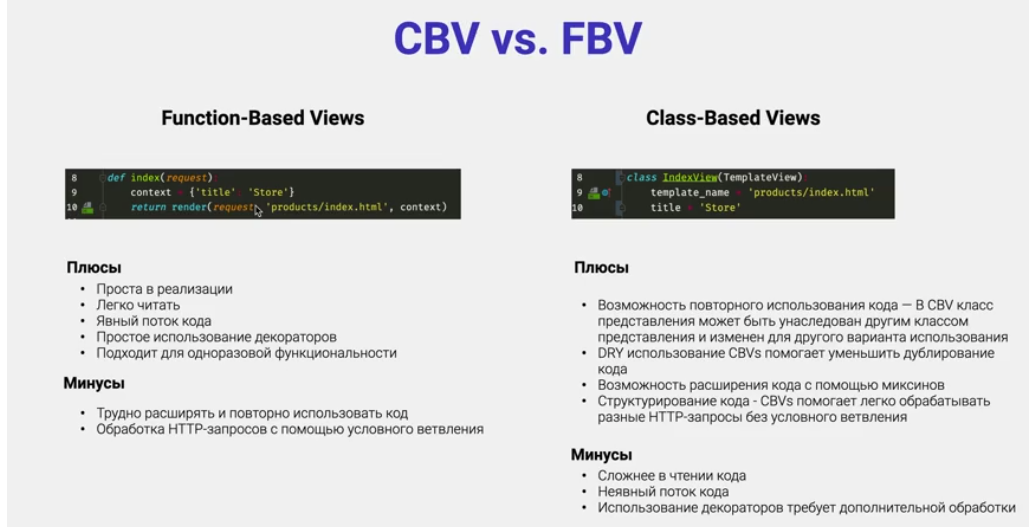 CBV vs. FBV
Function-Based Views
8 def index(request):
9 context = {'title': 'Store'}
10 return render(request, 'products/index.html', context)
Плюсы
• Проста в реализации
• Легко читать
• Явный поток кода
• Простое использование декораторов
• Подходит для одноразовой функциональности
Минусы
• Трудно расширять и повторно использовать код
• Обработка HTTP-запросов с помощью условного ветвления
Class-Based Views
8 class IndexView(TemplateView):
9 template_name = 'products/index.html'
10 title = 'Store'
Плюсы
• Возможность повторного использования кода — В CBV класс
представления может быть унаследован другим классом
представления и изменен для другого варианта использования
• DRY использование CBVs помогает уменьшить дублирование
кода
• Возможность расширения кода с помощью миксинов
• Структурирование кода - CBVs помогает легко обрабатывать
разные HTTP-запросы без условного ветвления
Минусы
• Сложнее в чтении кода
• Неявный поток кода
• Использование декораторов требует дополнительной обработки